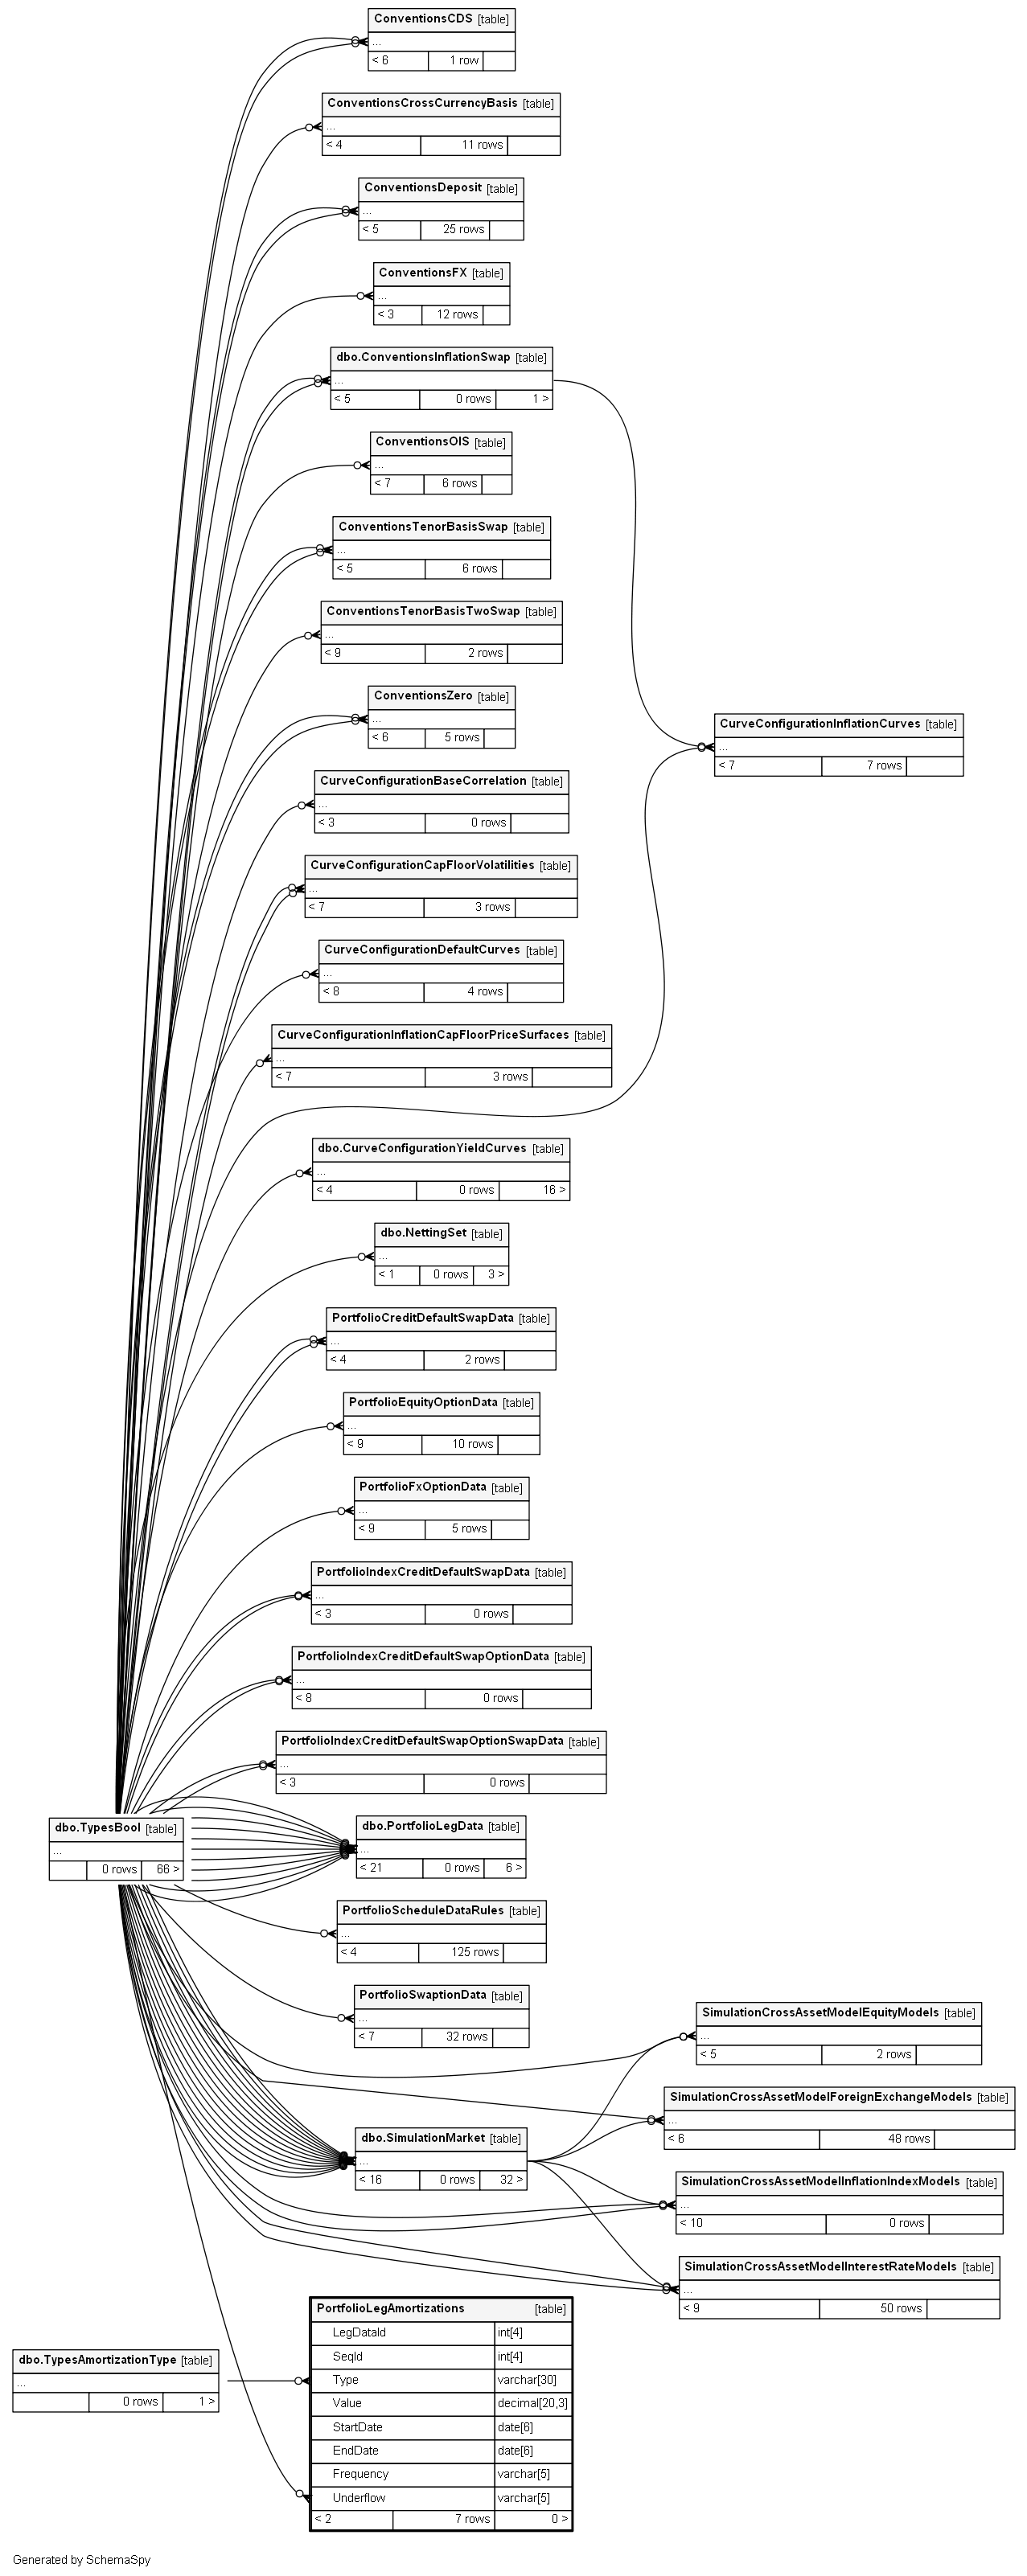 ConventionsCDS [table]
...
< 6 1 row
ConventionsCrossCurrencyBasis [table]
...
< 4 11 rows
ConventionsDeposit [table]
...
< 5 25 rows
ConventionsFX [table]
...
< 3 12 rows
dbo.ConventionsInflationSwap [table]
...
< 5 0 rows 1 >
ConventionsOIS [table]
...
< 7 6 rows
ConventionsTenorBasisSwap [table]
...
< 5 6 rows
ConventionsTenorBasisTwoSwap [table]
...
< 9 2 rows
ConventionsZero [table]
...
< 6 5 rows
CurveConfigurationInflationCurves [table]
...
< 7 7 rows
CurveConfigurationBaseCorrelation [table]
...
< 3 0 rows
CurveConfigurationCapFloorVolatilities [table]
...
< 7 3 rows
CurveConfigurationDefaultCurves [table]
...
< 8 4 rows
CurveConfigurationInflationCapFloorPriceSurfaces [table]
...
< 7 3 rows
dbo.CurveConfigurationYieldCurves [table]
...
< 4 0 rows 16 >
dbo.NettingSet [table]
...
< 1 0 rows 3 >
PortfolioCreditDefaultSwapData [table]
...
< 4 2 rows
PortfolioEquityOptionData [table]
...
< 9 10 rows
PortfolioFxOptionData [table]
...
< 9 5 rows
PortfolioIndexCreditDefaultSwapData [table]
...
< 3 0 rows
PortfolioIndexCreditDefaultSwapOptionData [table]
...
< 8 0 rows
PortfolioIndexCreditDefaultSwapOptionSwapData [table]
...
< 3 0 rows
dbo.TypesBool [table]
...
0 rows 66 >
dbo.PortfolioLegData [table]
...
< 21 0 rows 6 >
PortfolioScheduleDataRules [table]
...
< 4 125 rows
PortfolioSwaptionData [table]
...
< 7 32 rows
SimulationCrossAssetModelEquityModels [table]
...
< 5 2 rows
SimulationCrossAssetModelForeignExchangeModels [table]
...
< 6 48 rows
dbo.SimulationMarket [table]
...
< 16 0 rows 32 >
SimulationCrossAssetModelInflationIndexModels [table]
...
< 10 0 rows
SimulationCrossAssetModelInterestRateModels [table]
...
< 9 50 rows
PortfolioLegAmortizations [table]
LegDataId int[4]
SeqId int[4]
Type varchar[30]
Value decimal[20,3]
StartDate date[6]
EndDate date[6]
Frequency varchar[5]
Underflow varchar[5]
< 2 7 rows 0 >
dbo.TypesAmortizationType [table]
...
0 rows 1 >
Generated by SchemaSpy